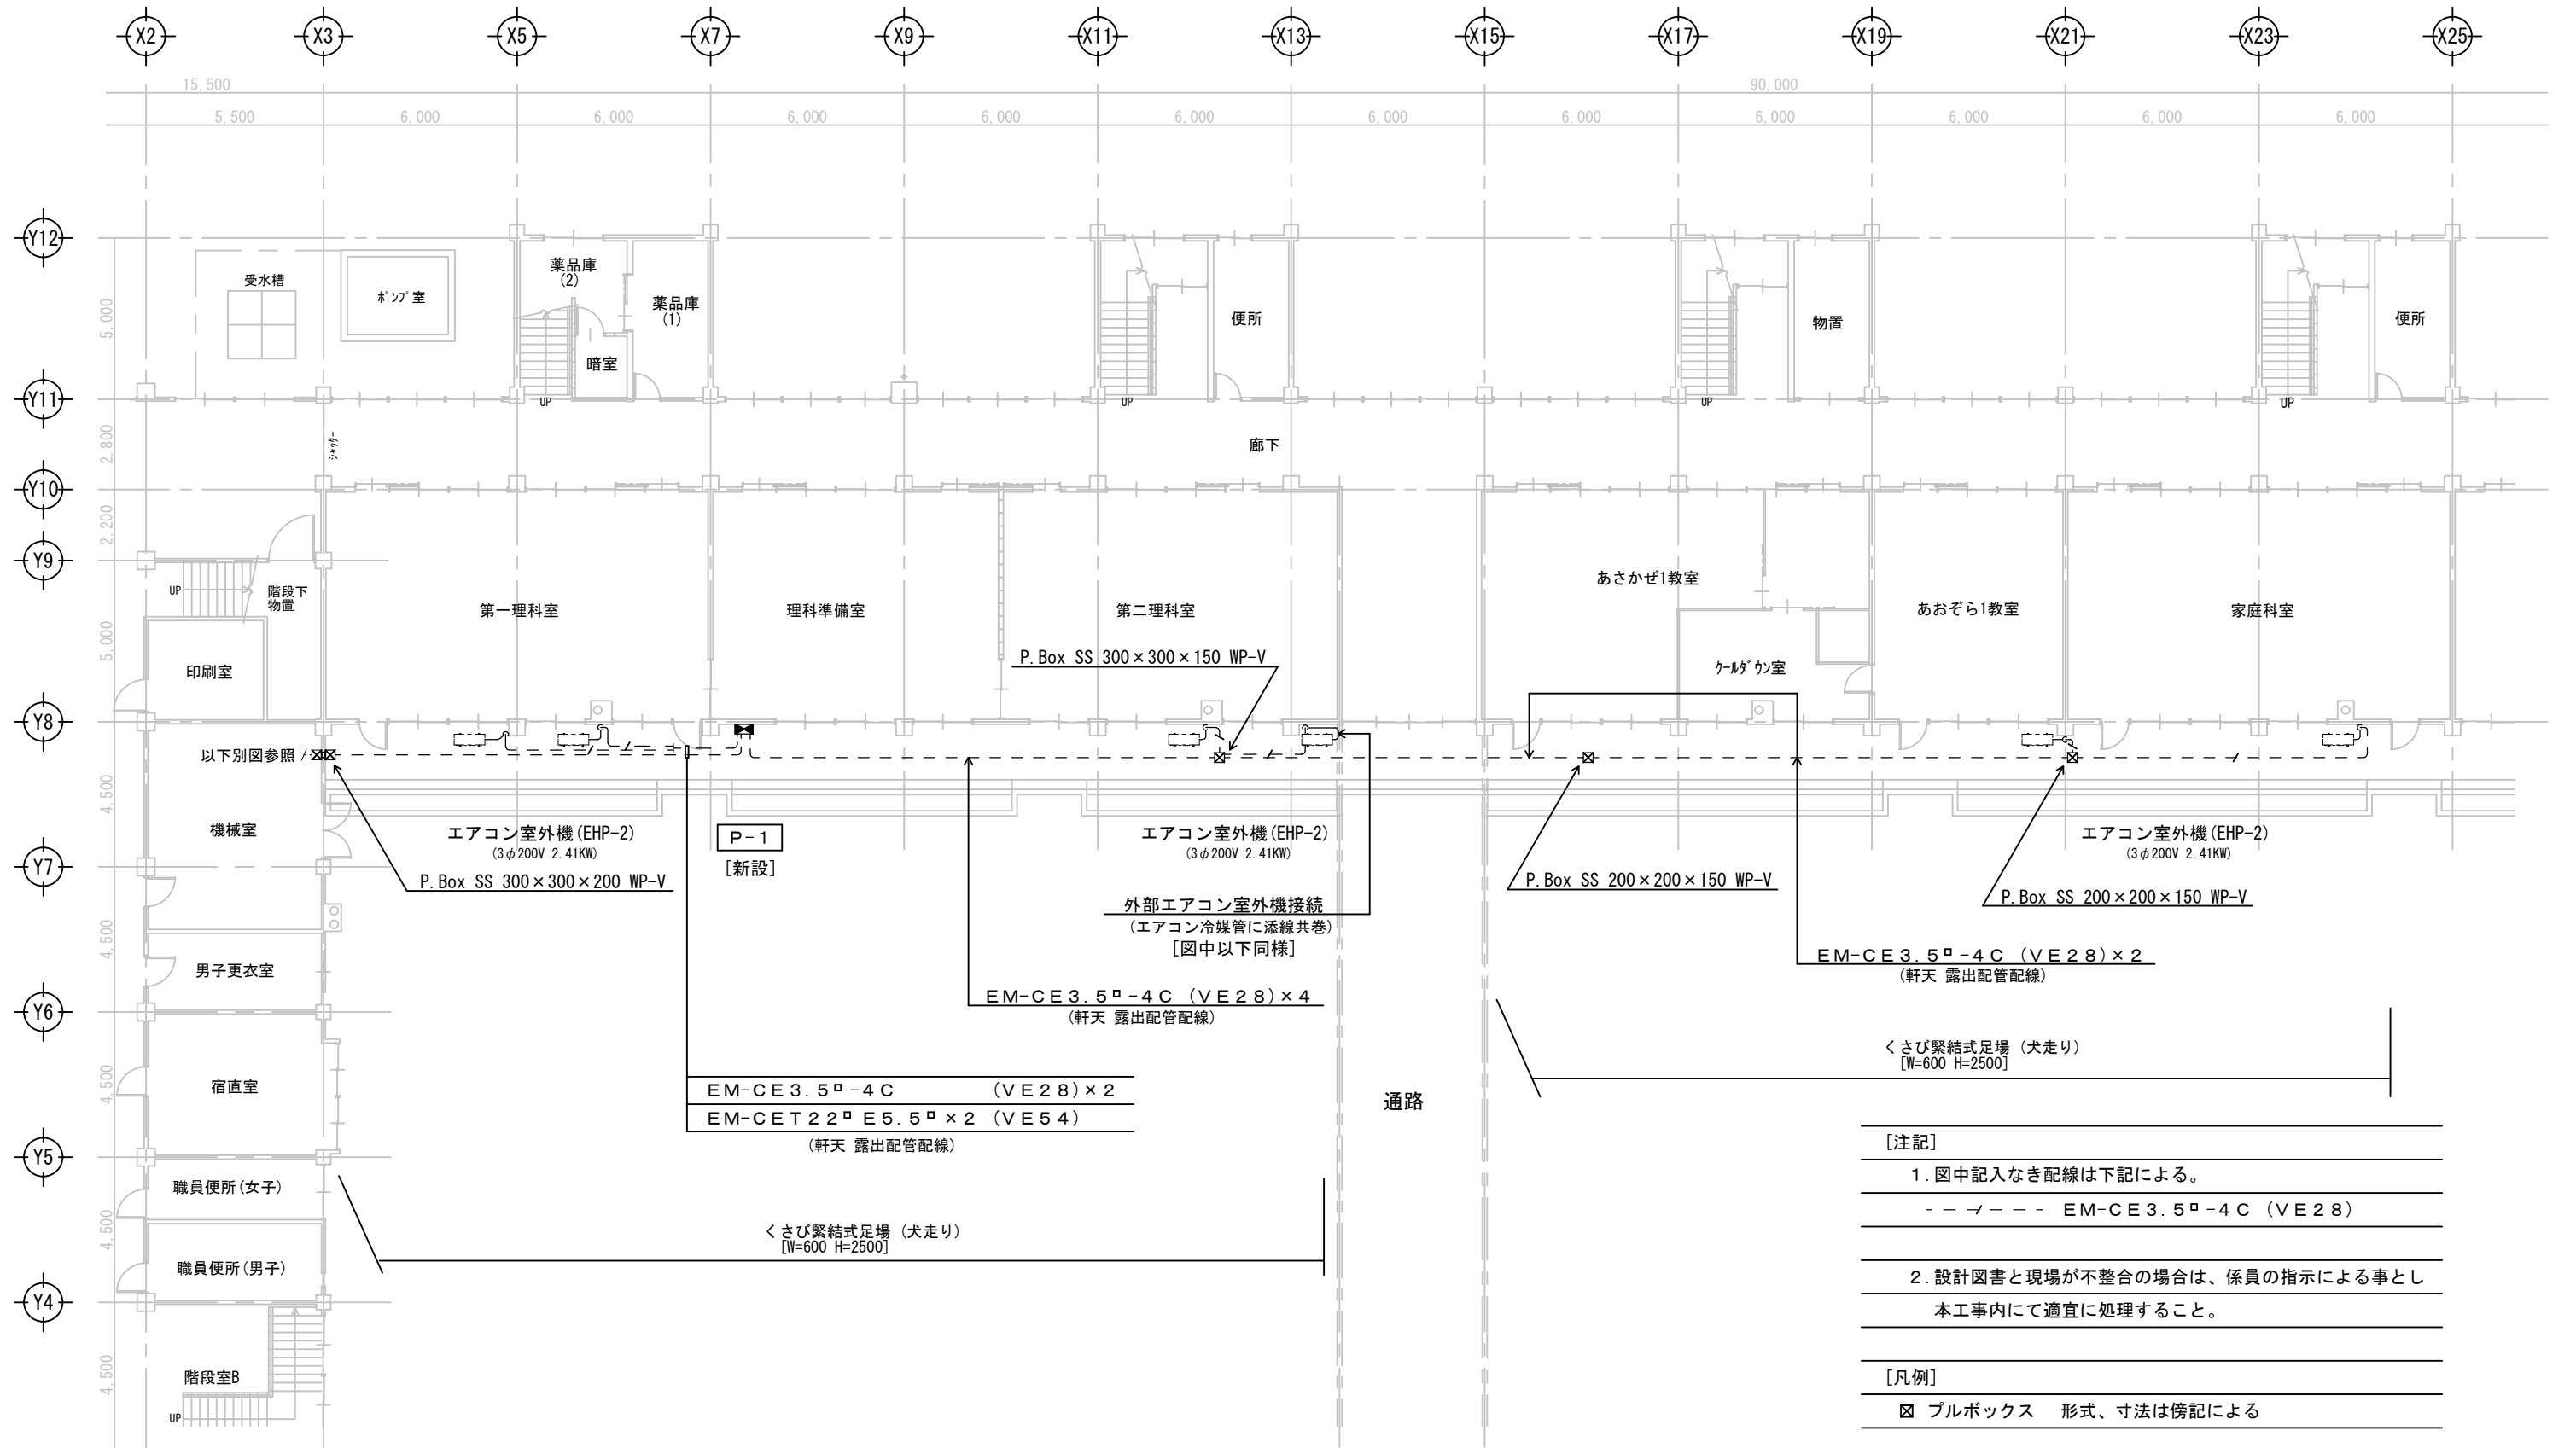 X2 X3 X5 X7 X9 X11 X13 X15 X17 X19 X21 X23 X25
15,500 90,000
5,500 6,000 6,000 6,000 6,000 6,000 6,000 6,000 6,000 6,000 6,000 6,000
Y12
受水槽
ポンプ室
薬品庫
(2)
薬品庫
(1)
暗室
便所
物置
便所
5,000
Y11
UP UP UP UP
2,800
シャッター
廊下
Y10
2,200
Y9
UP
階段下
物置
第一理科室
理科準備室
第二理科室
あさかぜ1教室
あおぞら1教室
家庭科室
5,000
印刷室
P.Box SS 300×300×150 WP-V
クールダウン室
Y8
以下別図参照
4,500
機械室
エアコン室外機(EHP-2)
(3φ200V 2.41KW)
P-1
[新設]
エアコン室外機(EHP-2)
(3φ200V 2.41KW)
エアコン室外機(EHP-2)
(3φ200V 2.41KW)
Y7
P.Box SS 300×300×200 WP-V
P.Box SS 200×200×150 WP-V
P.Box SS 200×200×150 WP-V
外部エアコン室外機接続
(エアコン冷媒管に添線共巻)
[図中以下同様]
4,500
男子更衣室
EM-CE3.5□-4C (VE28)×2
(軒天 露出配管配線)
EM-CE3.5□-4C (VE28)×4
(軒天 露出配管配線)
Y6
4,500
宿直室
くさび緊結式足場 (犬走り)
[W=600 H=2500]
EM-CE3.5□-4C (VE28)×2
EM-CET22□ E5.5□×2 (VE54)
(軒天 露出配管配線)
通路
Y5
職員便所(女子)
4,500
くさび緊結式足場 (犬走り)
[W=600 H=2500]
職員便所(男子)
Y4
4,500
階段室B
UP
[注記]
1.図中記入なき配線は下記による。
EM-CE3.5□-4C (VE28)
2.設計図書と現場が不整合の場合は、係員の指示による事とし
本工事内にて適宜に処理すること。
[凡例]
プルボックス 形式、寸法は傍記による